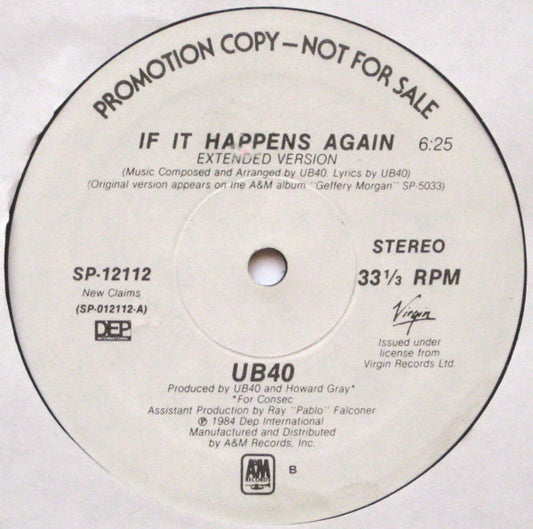 PROMOTION COPY — NOT FOR SALE
IF IT HAPPENS AGAIN 6:25
EXTENDED VERSION
(Music Composed and Arranged by UB40. Lyrics by UB40)
(Original version appears on the A&M album "Geffery Morgan" SP-5033)
STEREO
SP-12112
33 1/3 RPM
New Claims
(SP-012112-A)
Virgin
DEP
INTERNATIONAL
Issued under
license from
Virgin Records Ltd.
UB40
Produced by UB40 and Howard Gray*
*For Consec
Assistant Production by Ray "Pablo" Falconer
℗ 1984 Dep International
Manufactured and Distributed
by A&M Records, Inc.
A&M
RECORDS
B